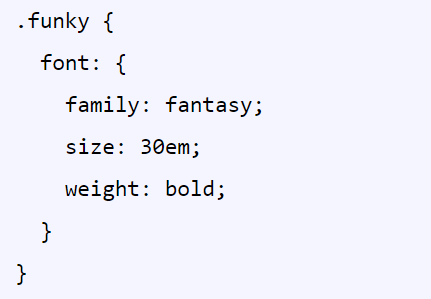 .funky {
  font: {
    family: fantasy;
    size: 30em;
    weight: bold;
  }
}